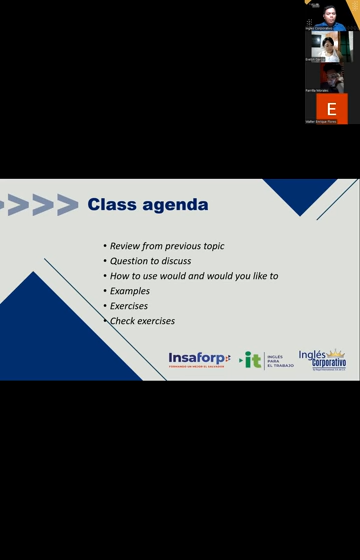 E
Class agenda
• Review from previous topic
• Question to discuss
• How to use would and would you like to
• Examples
• Exercises
• Check exercises
Insaforp
it
INGLÉS
PARA
EL TRABAJO
Inglés
corporativo